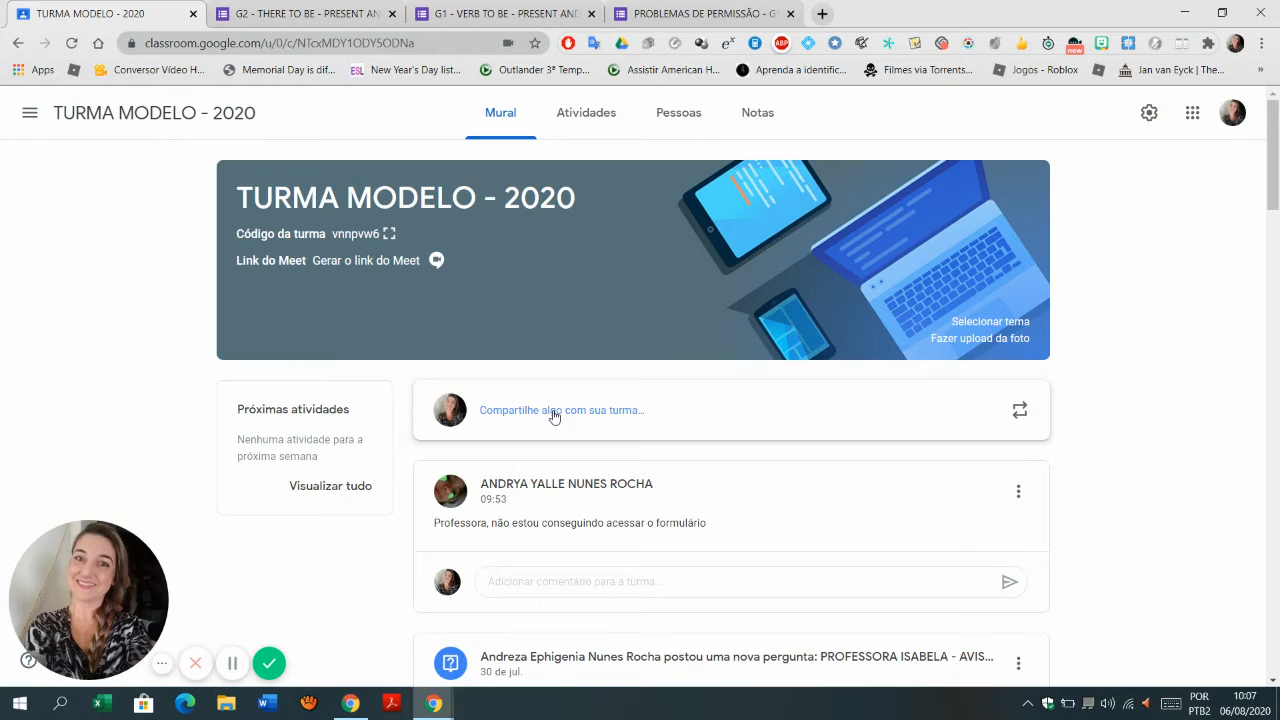 TURMA MODELO - 2020
G2 - THERE TO BE - PRESENT AN
G1 - VERB TO BE - PRESENT AND
PROBLEMAS DE PERMISSÃO - G1
Apps
Conversor Vídeo H...
Memorial Day is dif...
ESL New Year's Day list...
Outlander 3ª Temp...
Assistir American H...
Aprenda a identific...
Filmes via Torrents...
Jogos - Roblox
Jan van Eyck | The...
ABP
new
TURMA MODELO - 2020
Mural
Atividades
Pessoas
Notas
TURMA MODELO - 2020
Código da turma vnnpvw6
Link do Meet Gerar o link do Meet
Selecionar tema
Fazer upload da foto
Próximas atividades
Nenhuma atividade para a
próxima semana
Visualizar tudo
Compartilhe algo com sua turma...
ANDRYA YALLE NUNES ROCHA
09:53
Professora, não estou conseguindo acessar o formulário
Adicionar comentário para a turma...
Andreza Ephigenia Nunes Rocha postou uma nova pergunta: PROFESSORA ISABELA - AVIS...
30 de jul.
POR
PTB2
10:07
06/08/2020